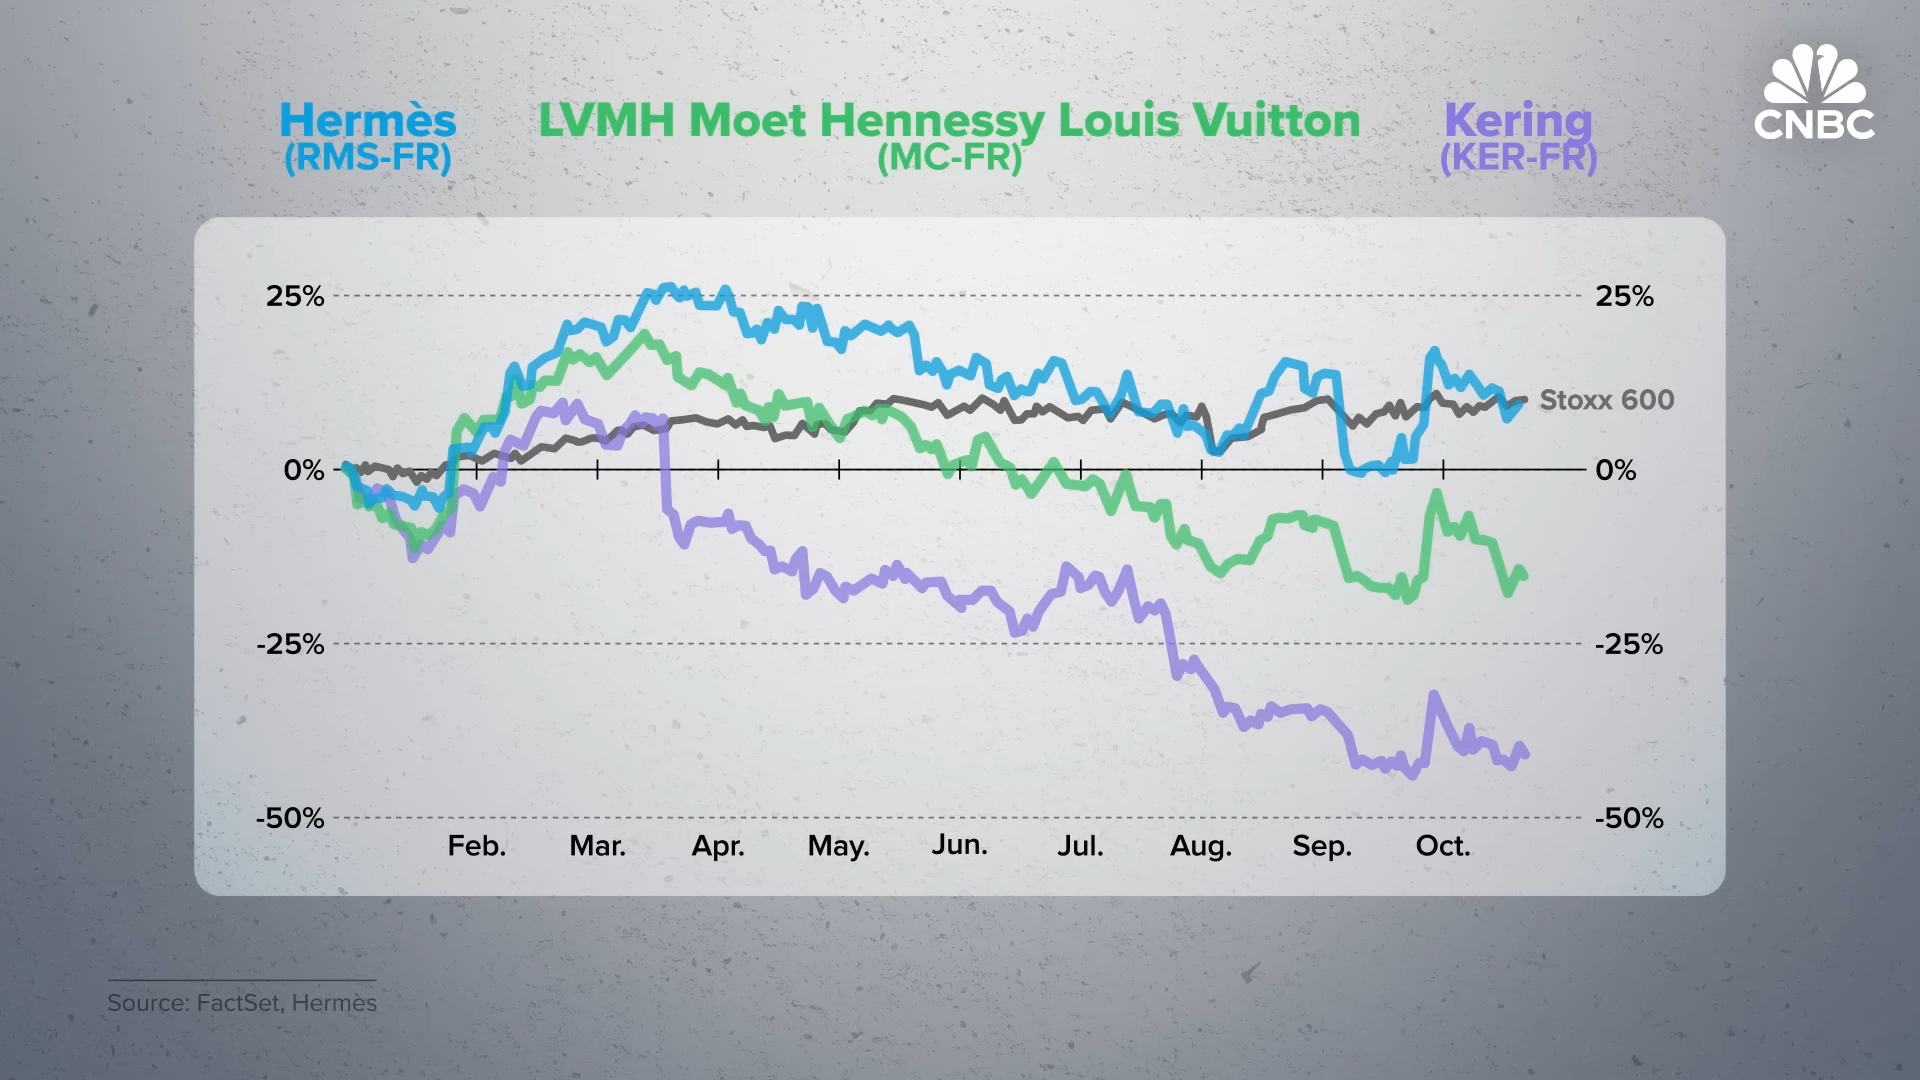 CNBC
Hermès
(RMS-FR)
LVMH Moet Hennessy Louis Vuitton
(MC-FR)
Kering
(KER-FR)
25%
25%
Stoxx 600
0%
0%
-25%
-25%
-50%
-50%
Feb. Mar. Apr. May. Jun. Jul. Aug. Sep. Oct.
Source: FactSet, Hermès